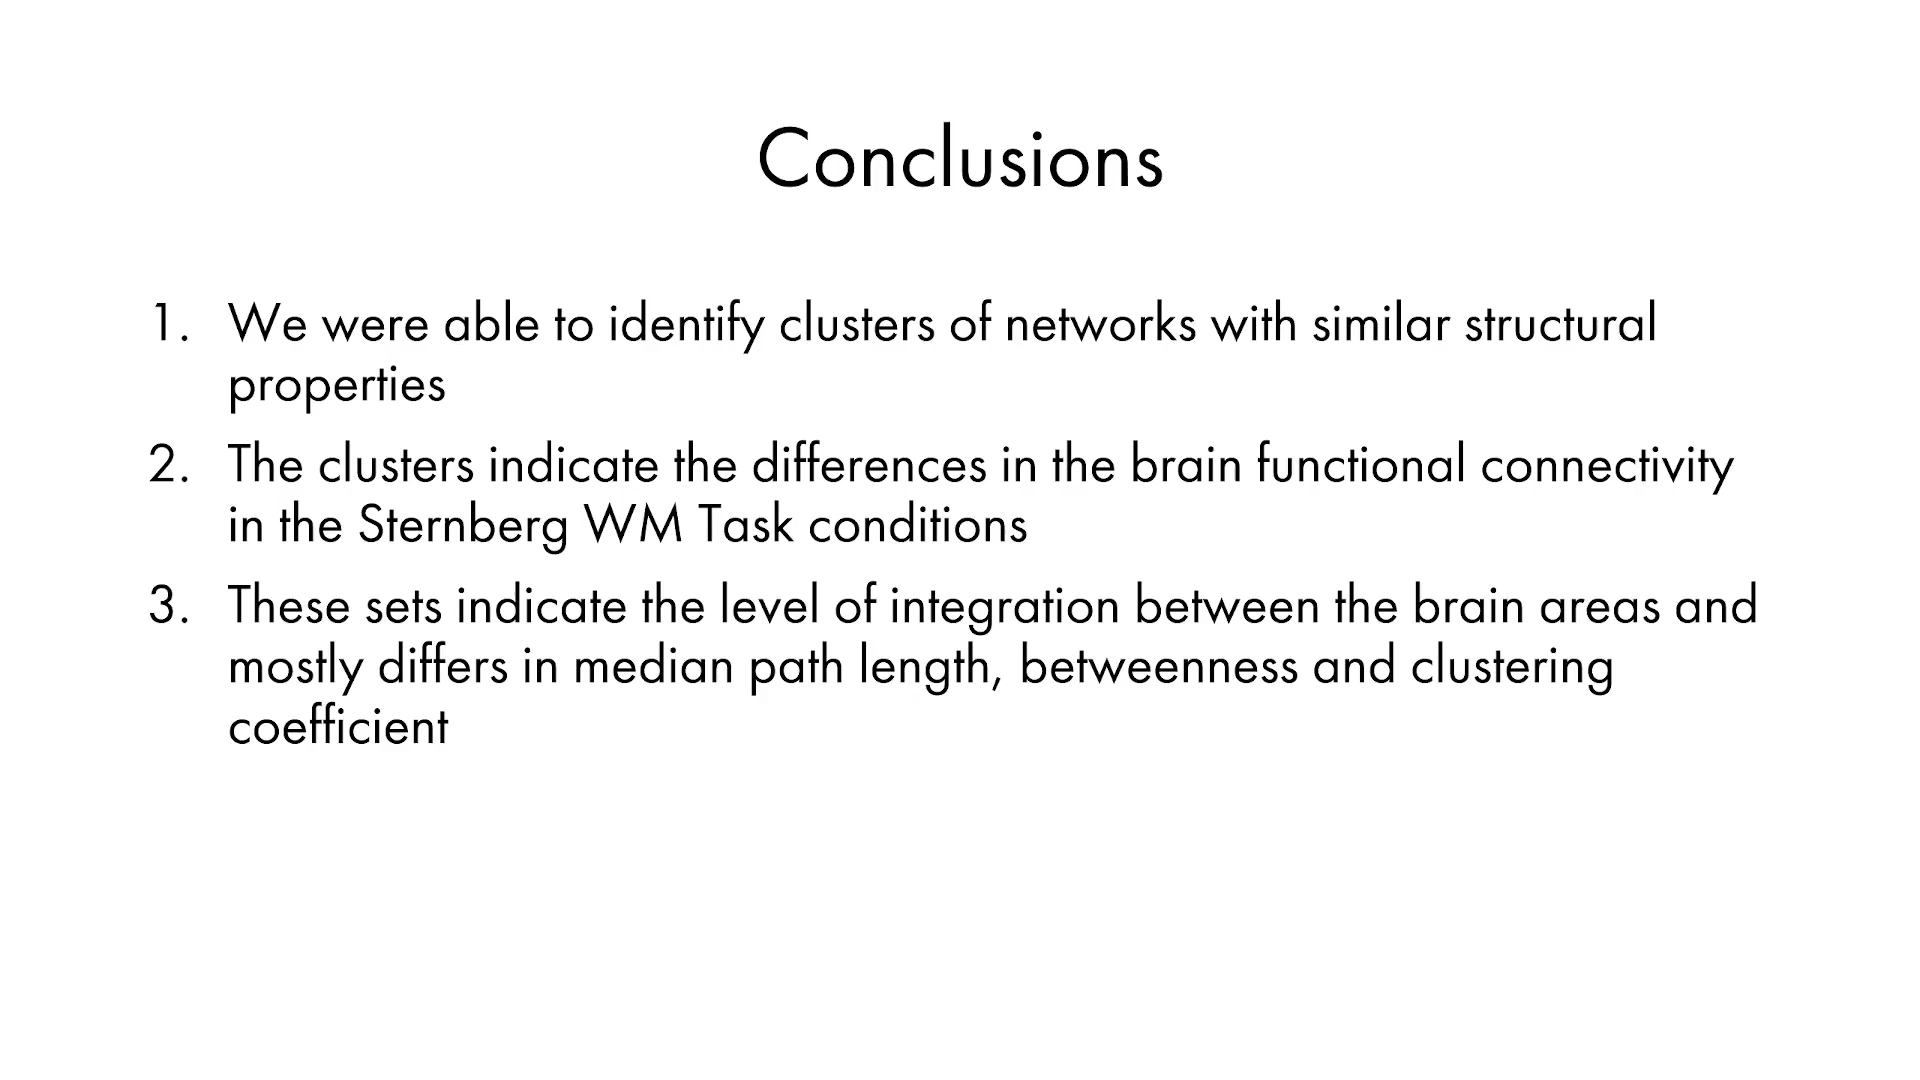 Conclusions
1. We were able to identify clusters of networks with similar structural
properties
2. The clusters indicate the differences in the brain functional connectivity
in the Sternberg WM Task conditions
3. These sets indicate the level of integration between the brain areas and
mostly differs in median path length, betweenness and clustering
coefficient